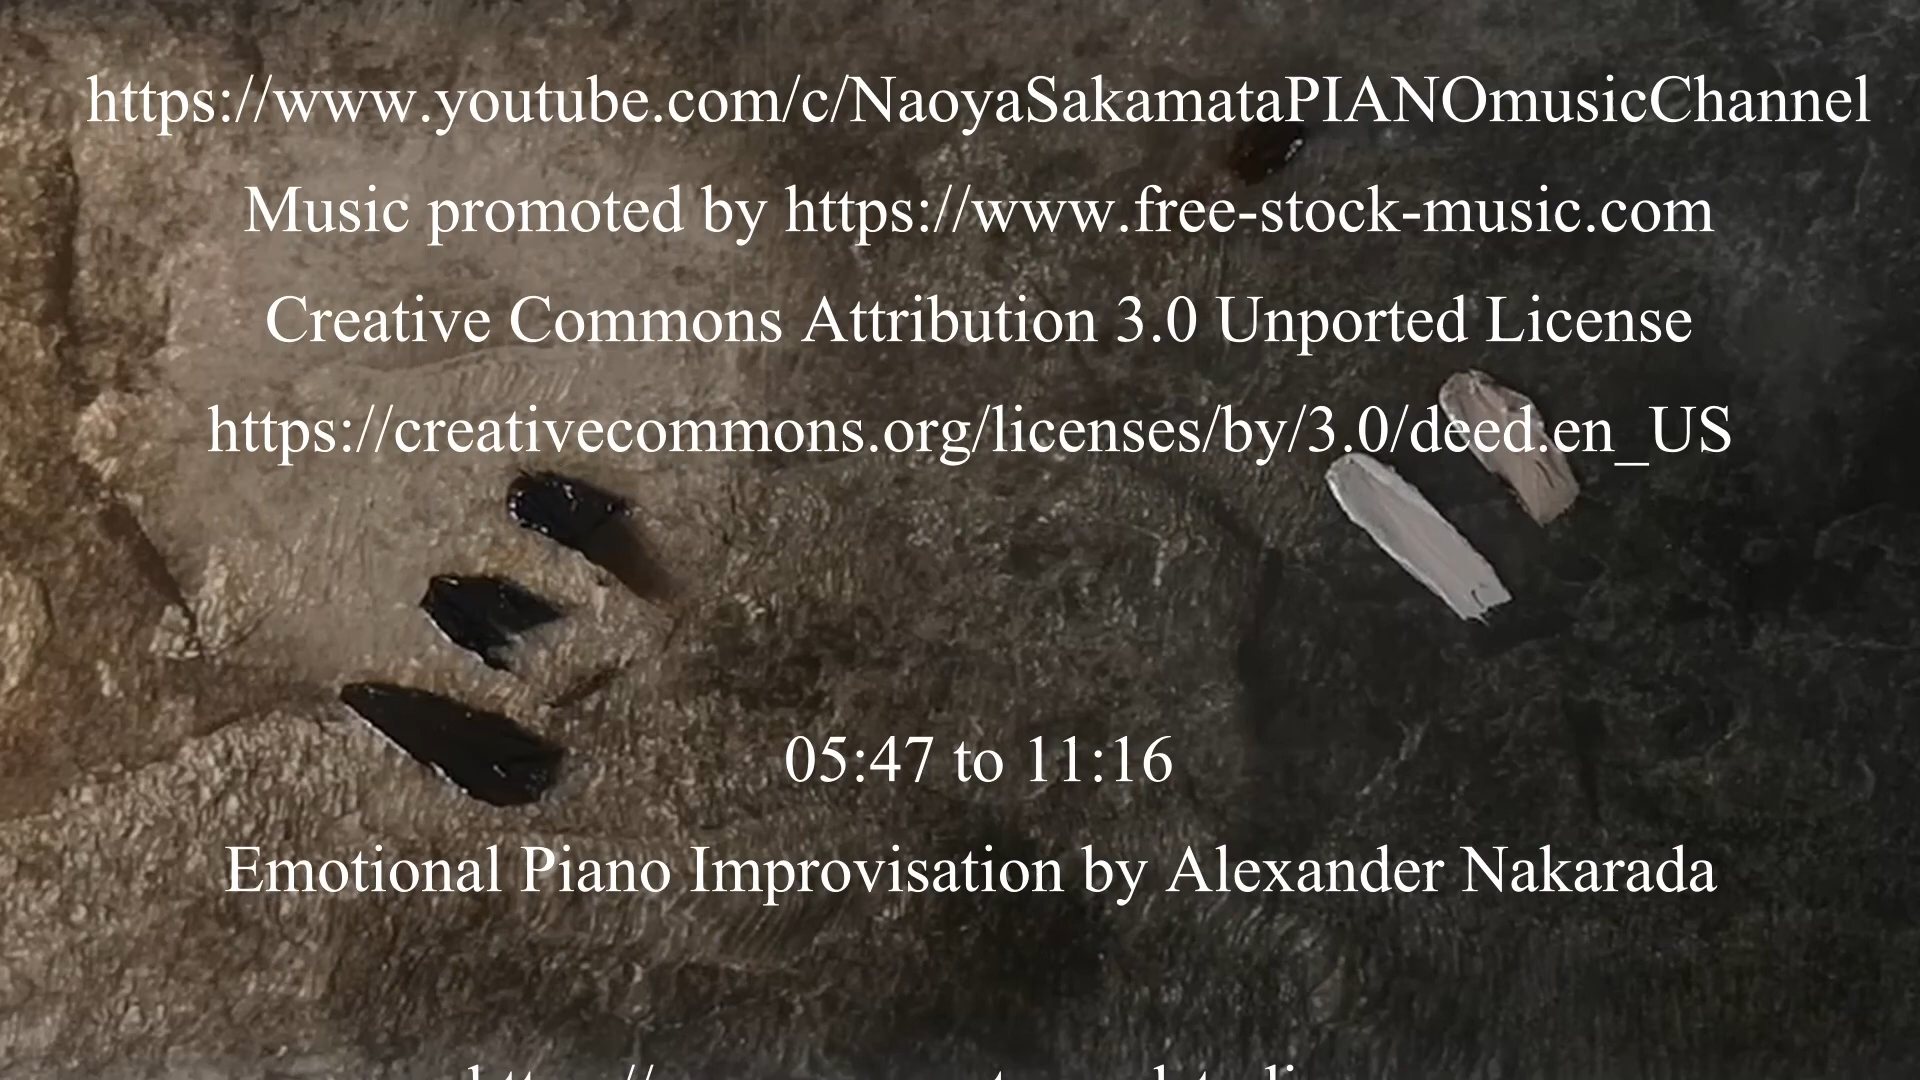 https://www.youtube.com/c/NaoyaSakamataPIANOmusicChannel
Music promoted by https://www.free-stock-music.com
Creative Commons Attribution 3.0 Unported License
https://creativecommons.org/licenses/by/3.0/deed.en_US
05:47 to 11:16
Emotional Piano Improvisation by Alexander Nakarada